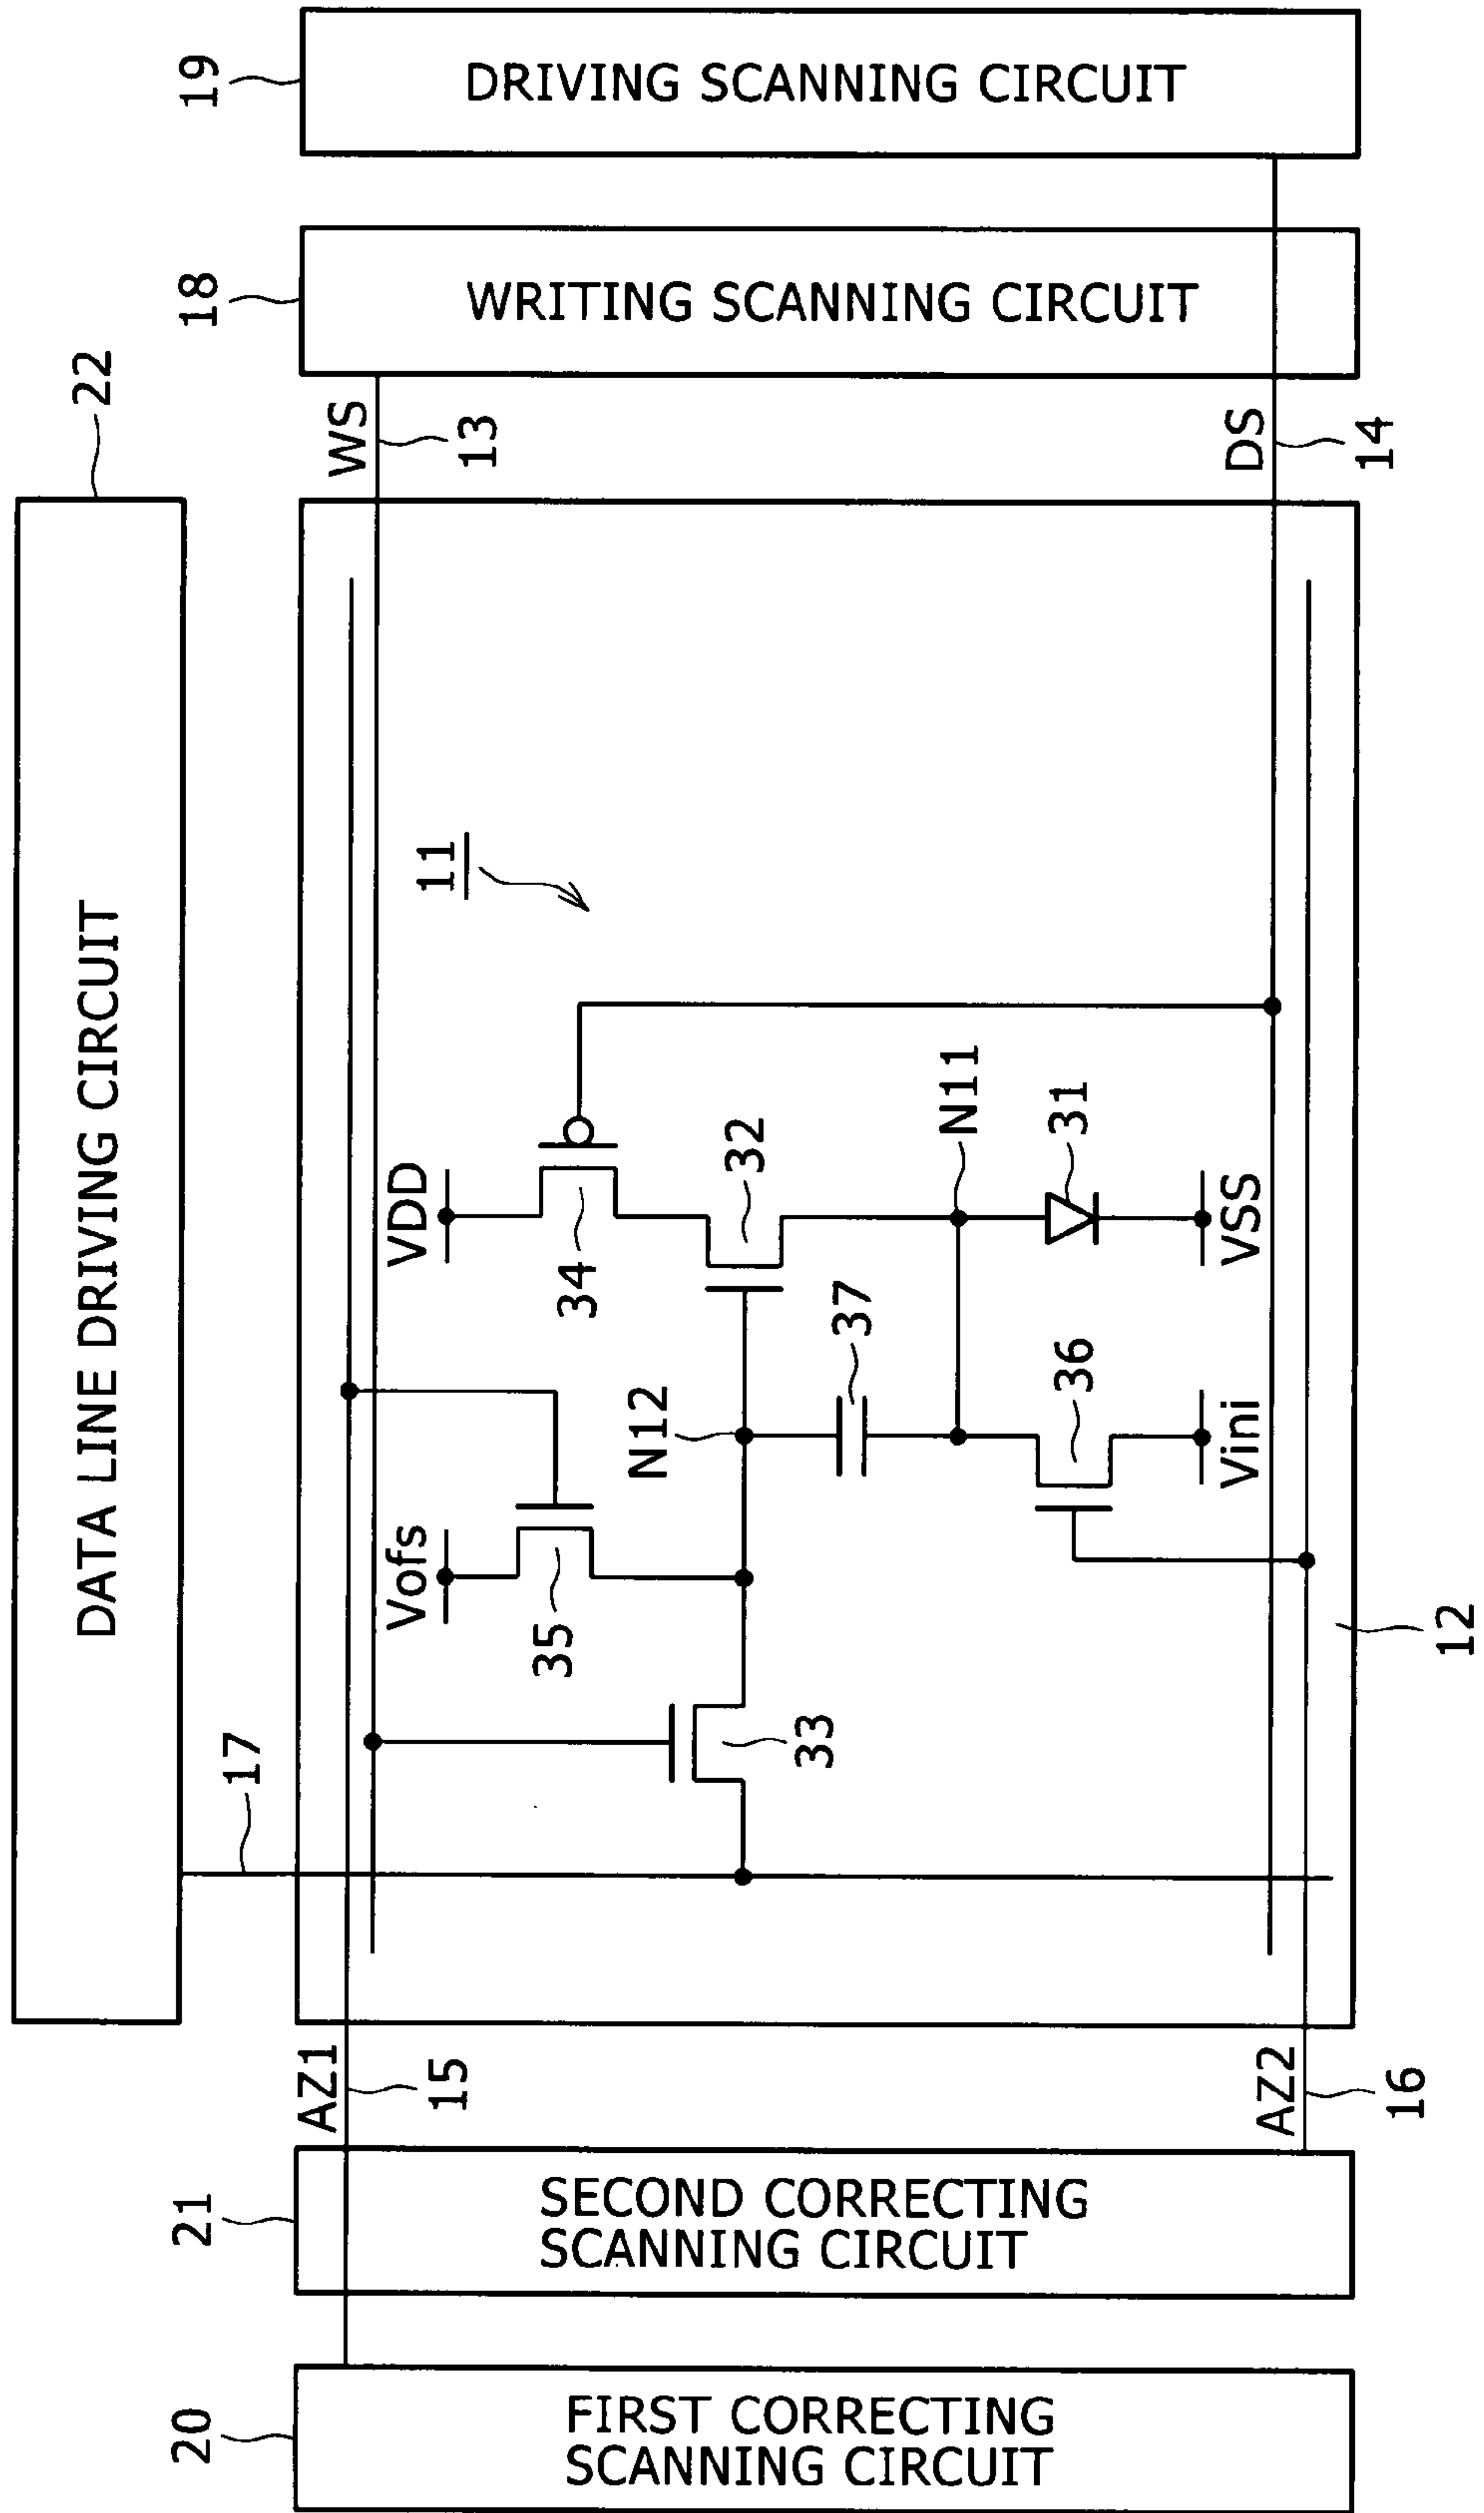 22
DATA LINE DRIVING CIRCUIT
17
20
FIRST CORRECTING
SCANNING CIRCUIT
21
SECOND CORRECTING
SCANNING CIRCUIT
AZ1
15
AZ2
16
WS
13
DS
14
18
WRITING SCANNING CIRCUIT
19
DRIVING SCANNING CIRCUIT
11
Vofs
VDD
35
34
N12
32
33
37
N11
36
31
Vini
VSS
12